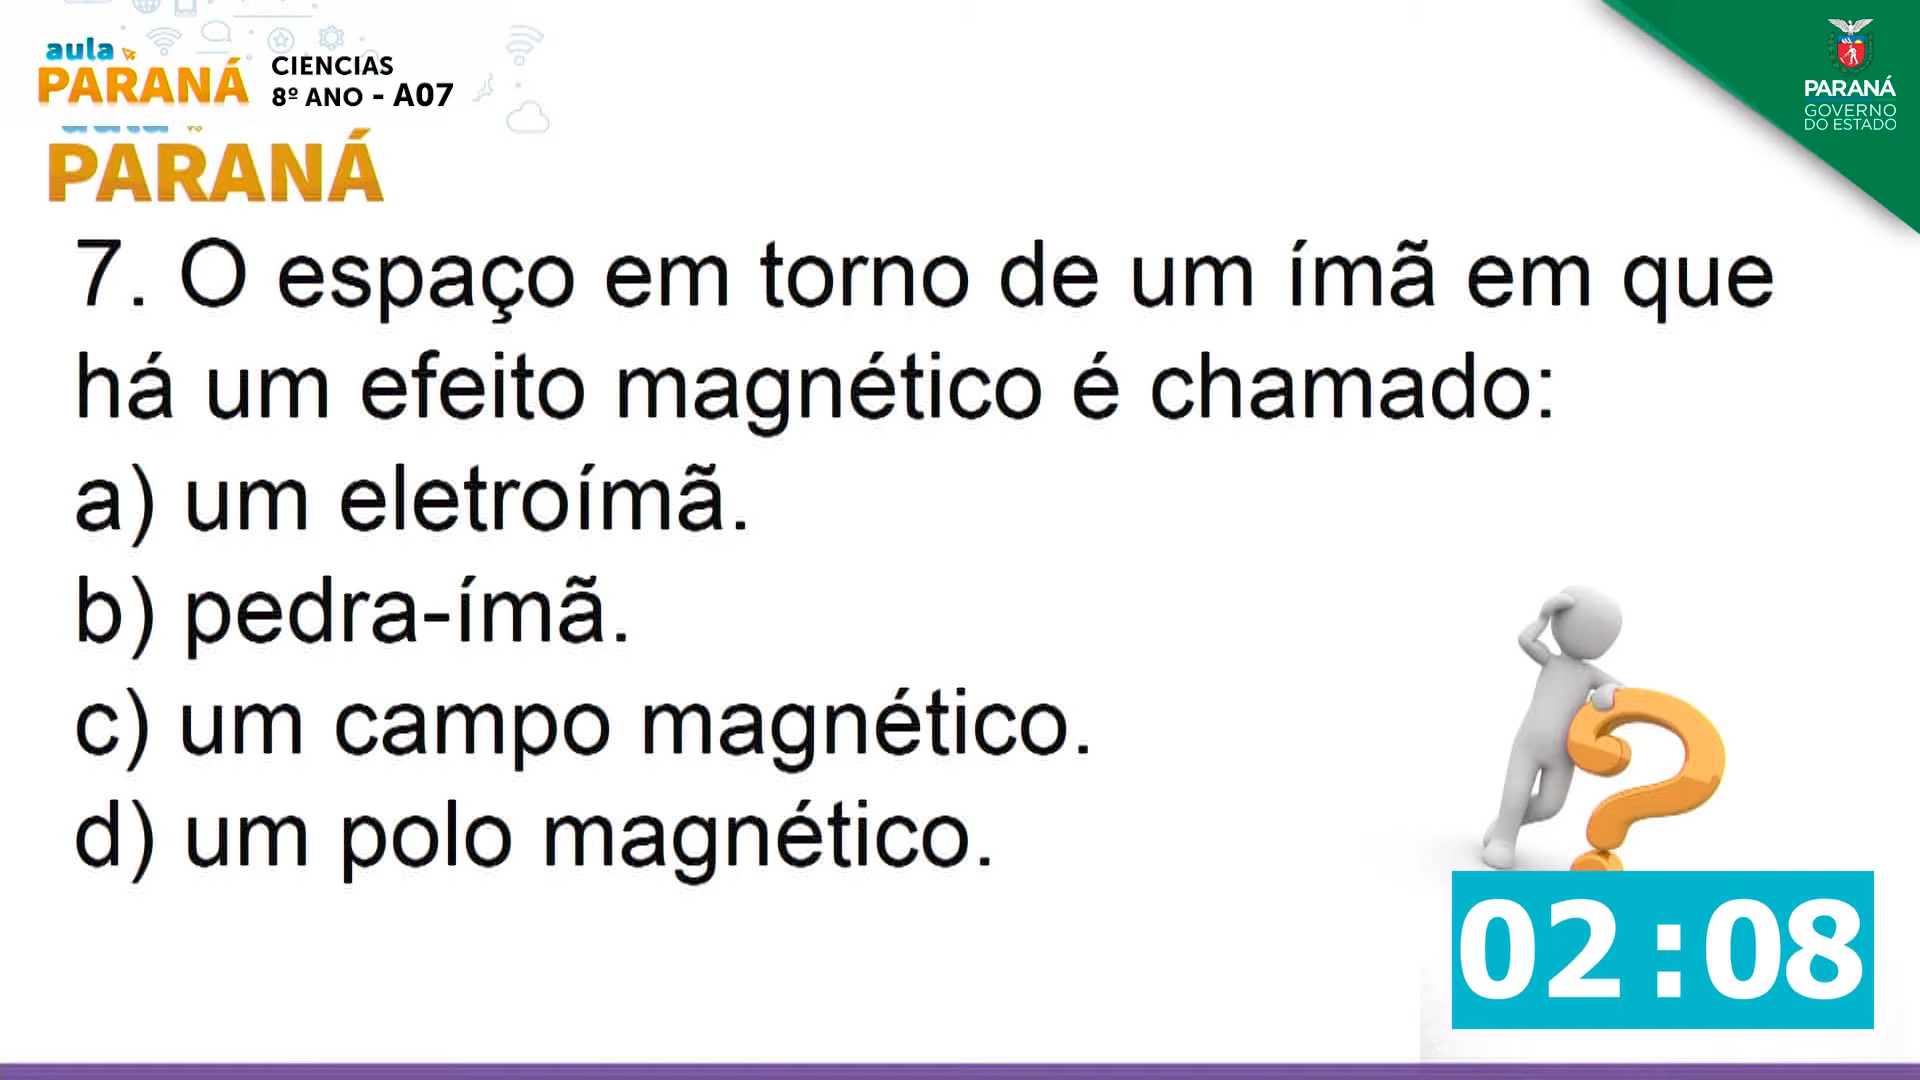 aula
PARANÁ
CIENCIAS
8º ANO - A07
PARANÁ
GOVERNO
DO ESTADO
PARANÁ
7. O espaço em torno de um ímã em que
há um efeito magnético é chamado:
a) um eletroímã.
b) pedra-ímã.
c) um campo magnético.
d) um polo magnético.
02:08